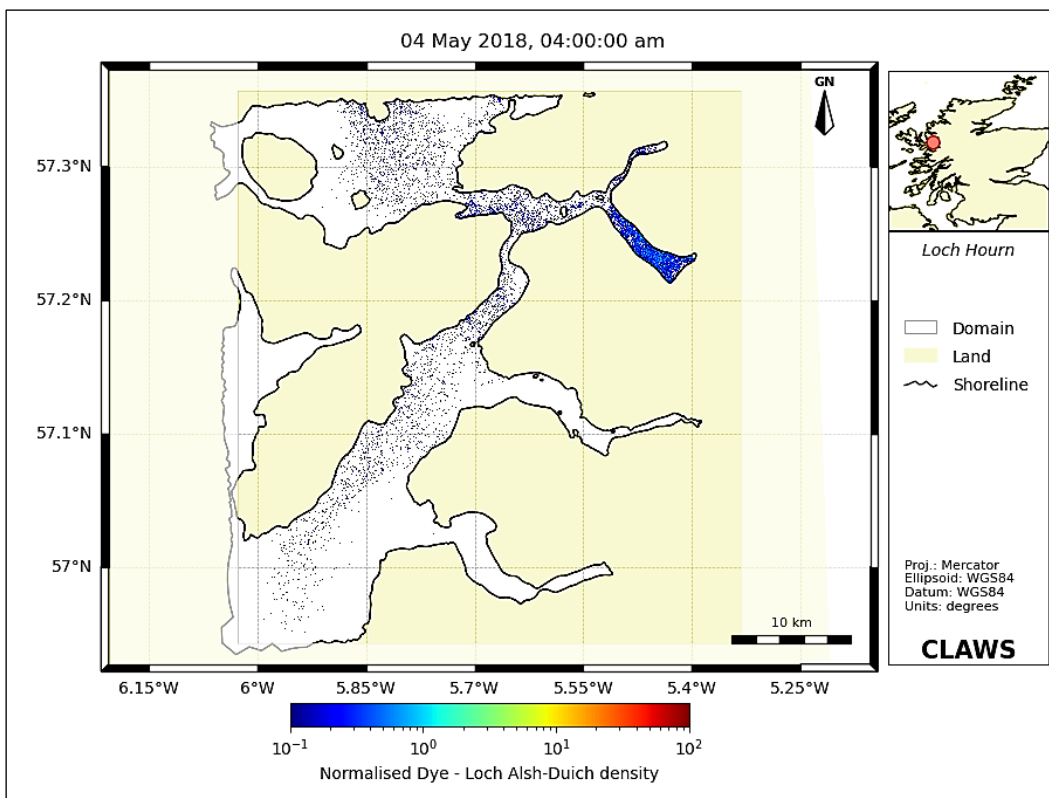 04 May 2018, 04:00:00 am
GN
57.3°N
57.2°N
57.1°N
57°N
6.15°W 6°W 5.85°W 5.7°W 5.55°W 5.4°W 5.25°W
10 km
Loch Hourn
Domain
Land
Shoreline
Proj.: Mercator
Ellipsoid: WGS84
Datum: WGS84
Units: degrees
CLAWS
10⁻¹ 10⁰ 10¹ 10²
Normalised Dye - Loch Alsh-Duich density